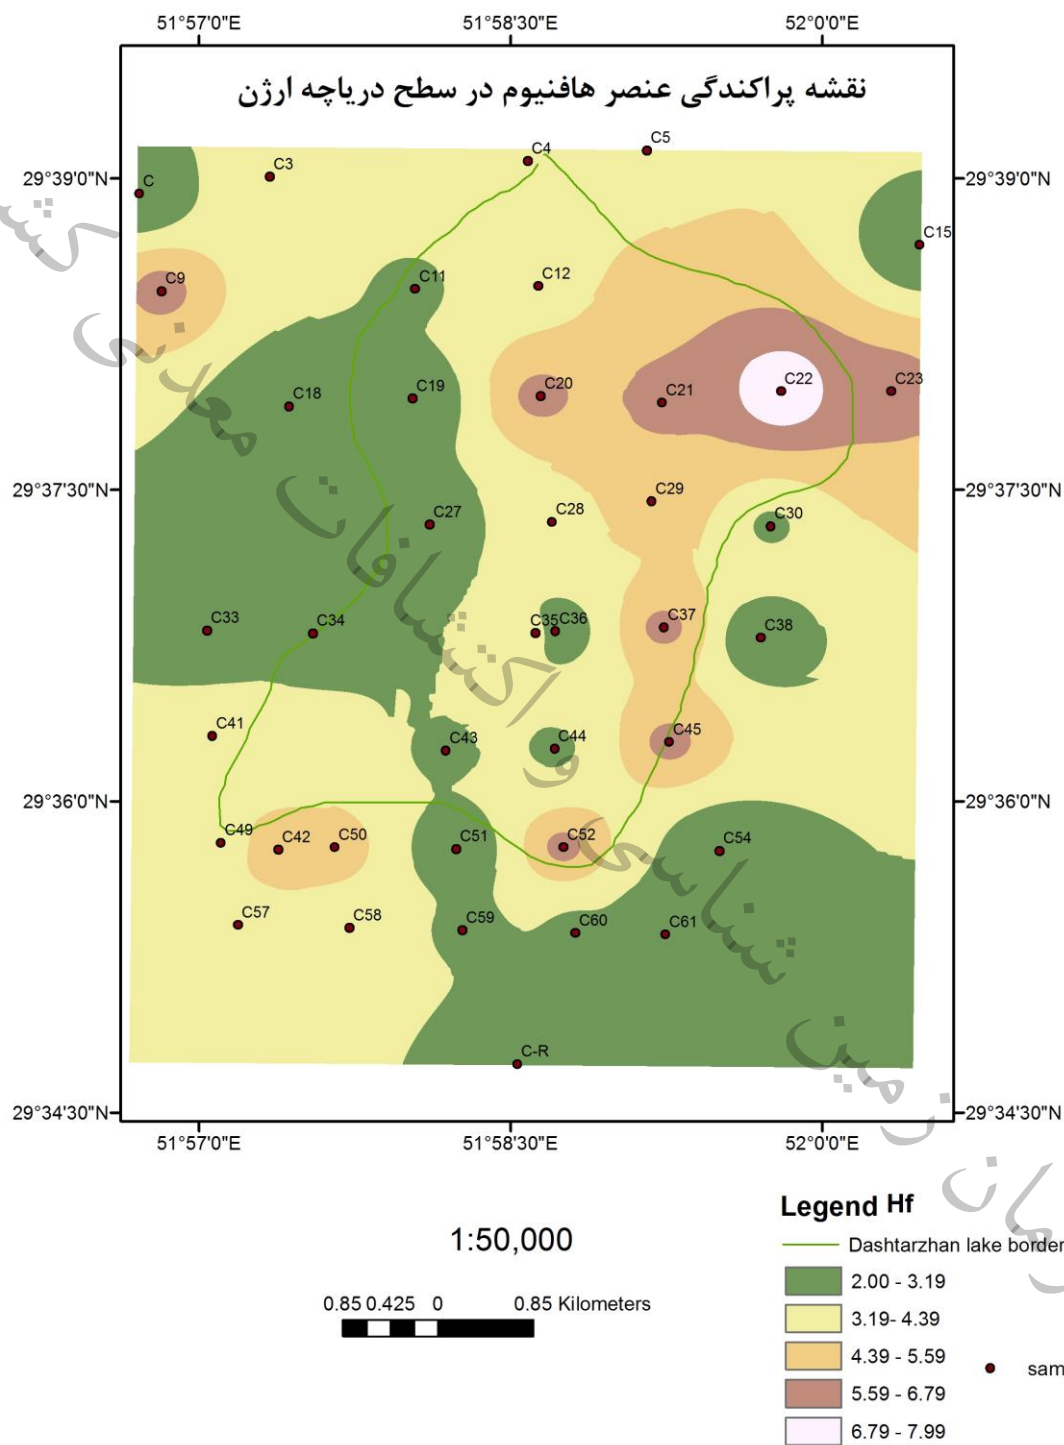 51°57'0"E 51°58'30"E 52°0'0"E
نقشه پراکندگی عنصر هافنیوم در سطح دریاچه ارژن
C5
C4
C3
29°39'0"N C 29°39'0"N
C15
C9 C11 C12
C18 C19 C20 C21 C22 C23
29°37'30"N 29°37'30"N
C27 C28 C29 C30
C33 C34 C35 C36 C37 C38
C41 C43 C44 C45
29°36'0"N 29°36'0"N
C49 C42 C50 C51 C52 C54
C57 C58 C59 C60 C61
C-R
29°34'30"N 29°34'30"N
51°57'0"E 51°58'30"E 52°0'0"E
1:50,000
0.85 0.425 0 0.85 Kilometers
Legend Hf
Dashtarzhan lake border
2.00 - 3.19
3.19- 4.39
4.39 - 5.59
5.59 - 6.79
6.79 - 7.99
sam
زمین شناسی و اکتشافات معدنی